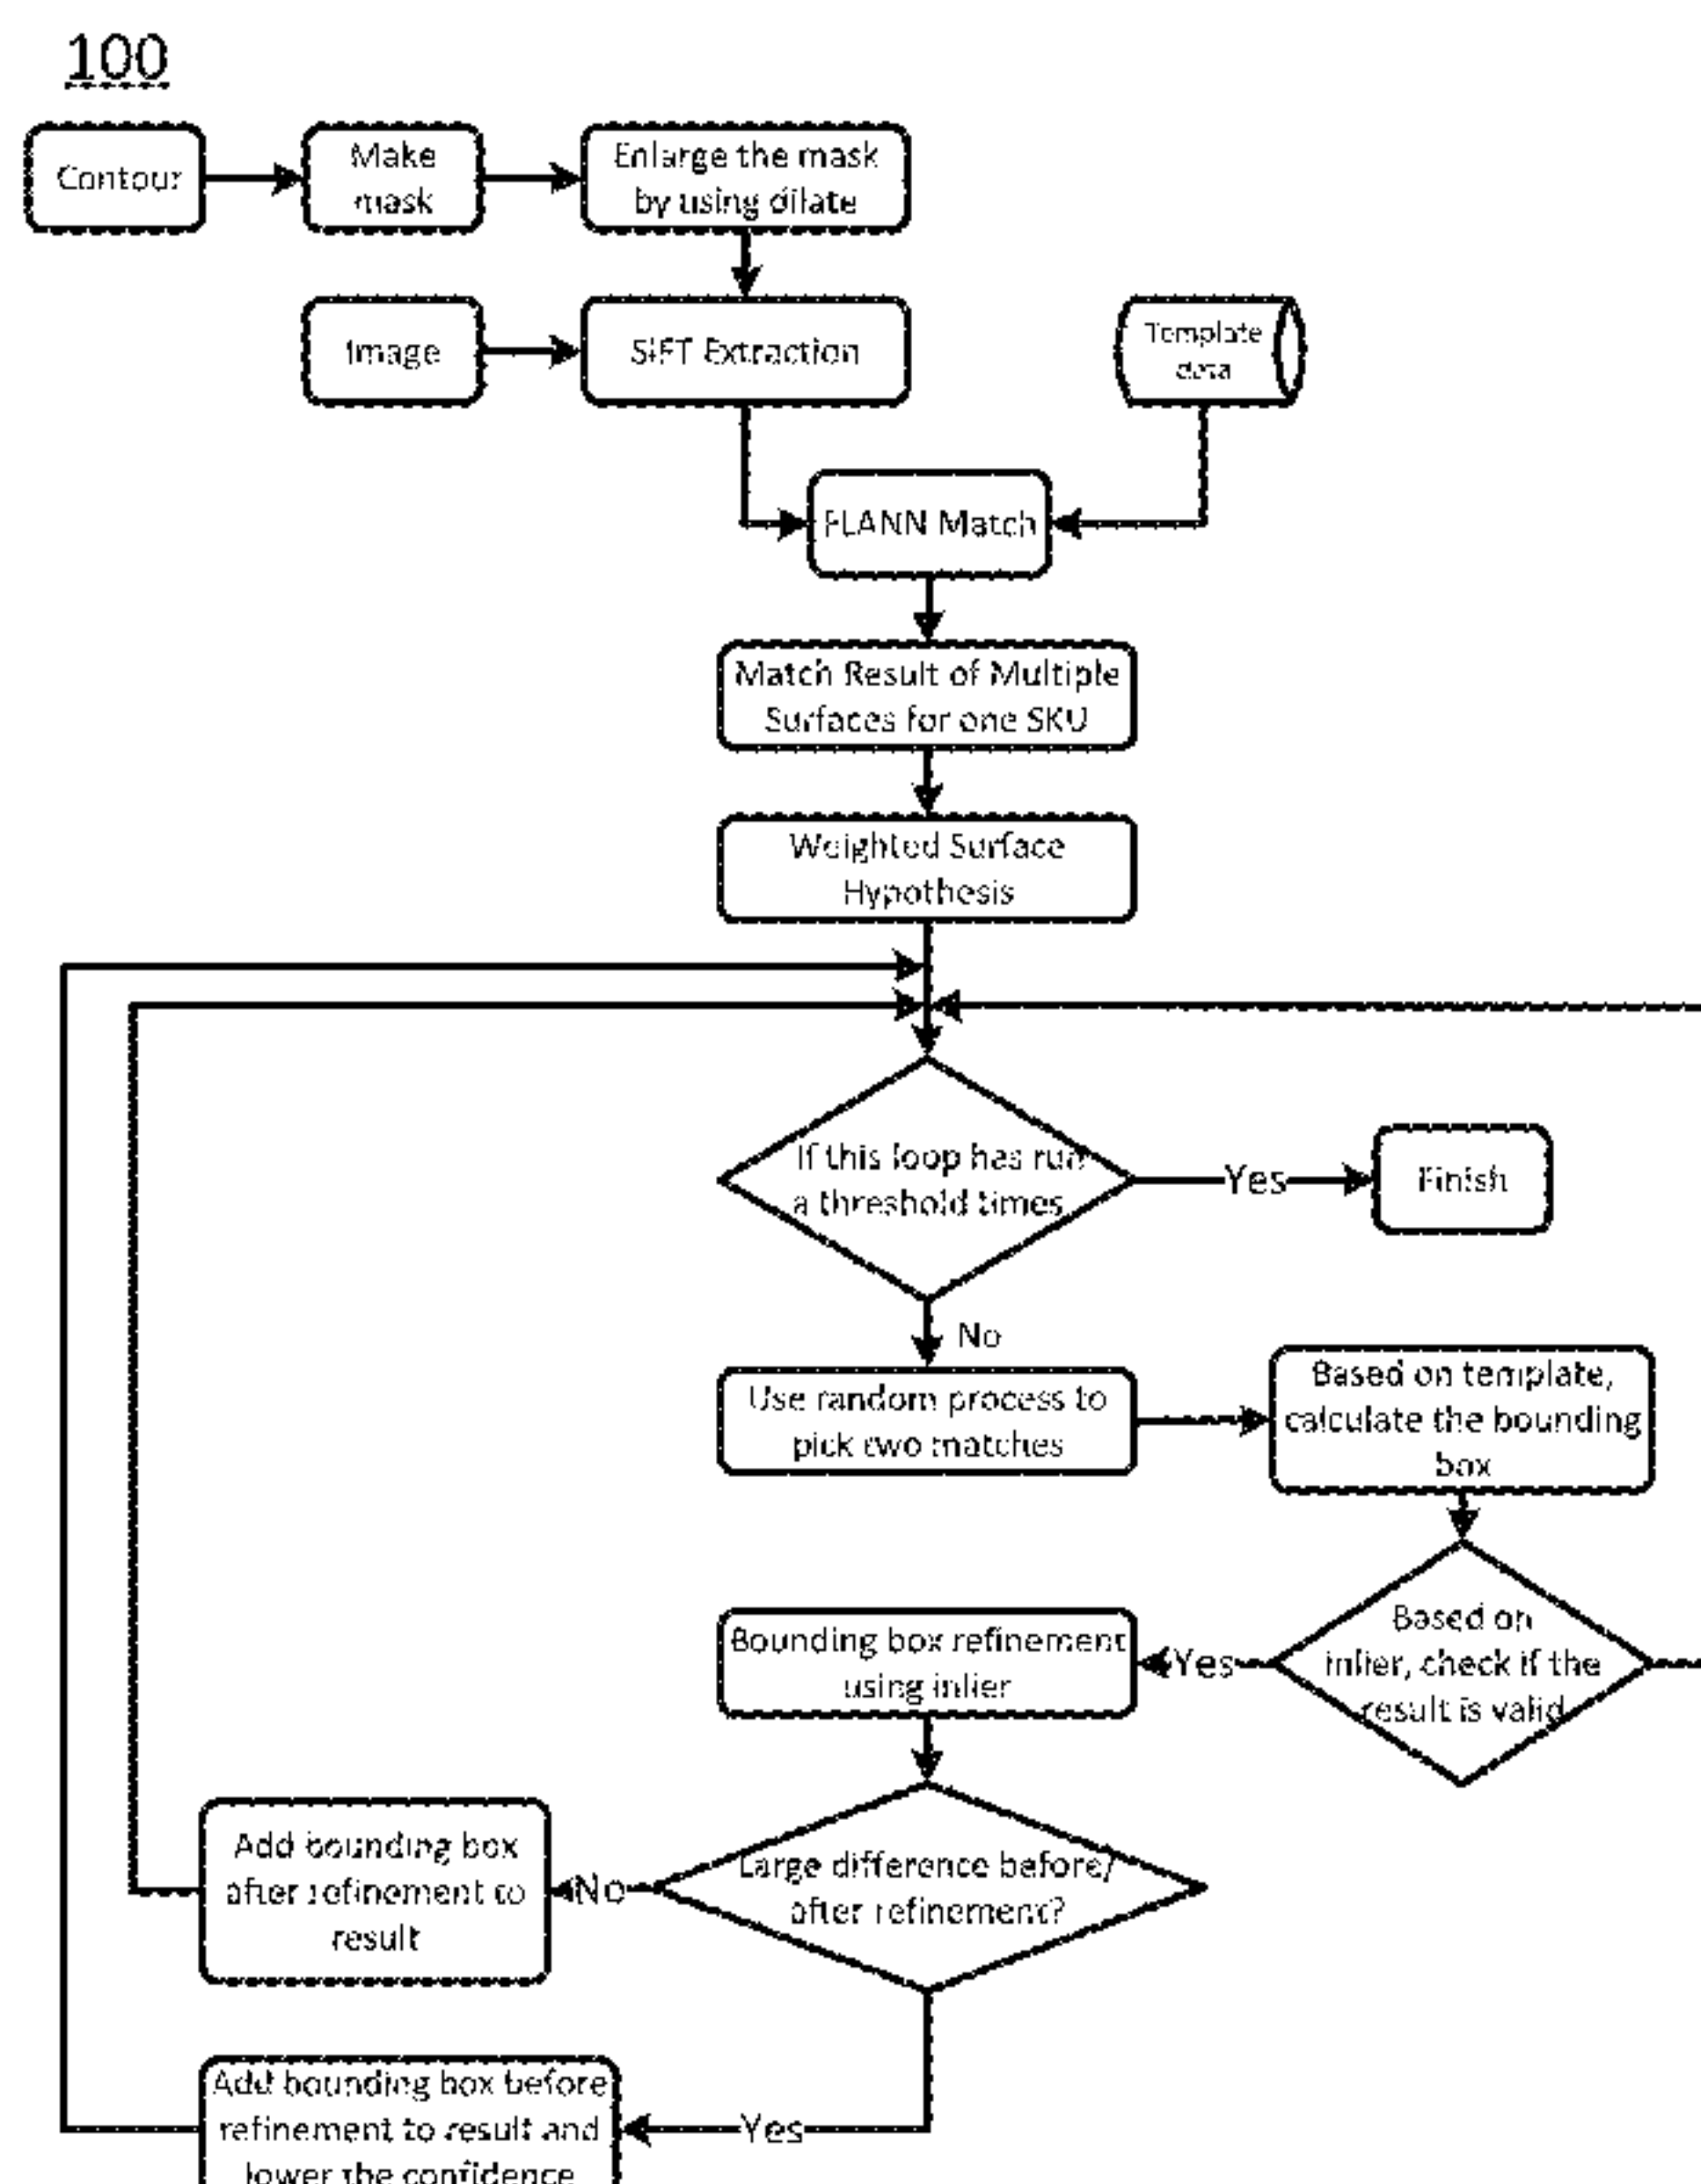 100
Contour
Make
mask
Enlarge the mask
by using dilate
Image
SIFT Extraction
Template
data
FLANN Match
Match Result of Multiple
Surfaces for one SKU
Weighted Surface
Hypothesis
If this loop has run
a threshold times
Yes
Finish
No
Use random process to
pick two matches
Based on template,
calculate the bounding
box
Based on
inlier, check if the
result is valid
Yes
Bounding box refinement
using inlier
Large difference before/
after refinement?
No
Add bounding box
after refinement to
result
Yes
Add bounding box before
refinement to result and
lower the confidence